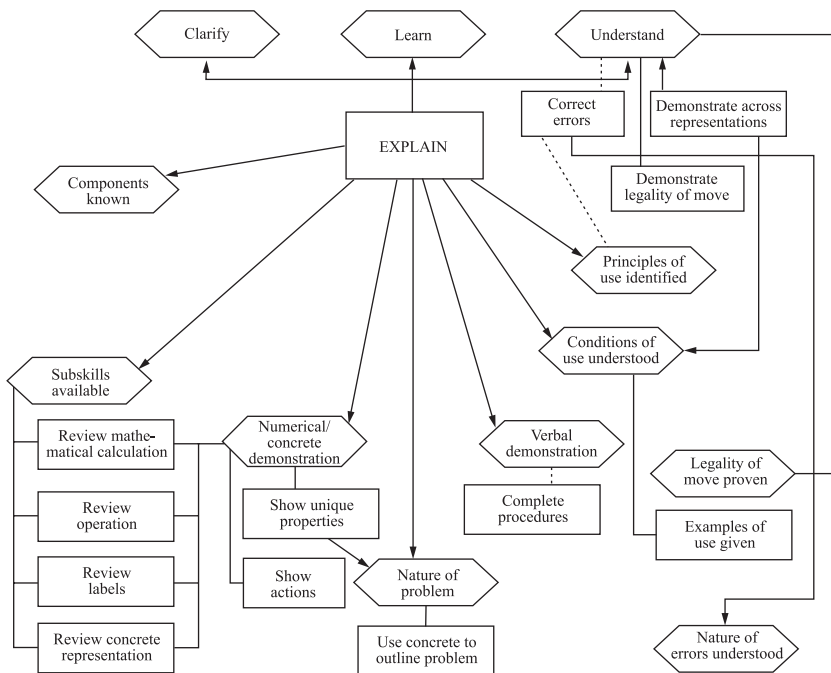 Clarify
Learn
Understand
Correct
errors
Demonstrate across
representations
EXPLAIN
Components
known
Demonstrate
legality of move
Principles of
use identified
Conditions of
use understood
Subskills
available
Review mathe-
matical calculation
Numerical/
concrete
demonstration
Verbal
demonstration
Legality of
move proven
Show unique
properties
Complete
procedures
Review
operation
Examples of
use given
Review
labels
Show
actions
Nature of
problem
Review concrete
representation
Use concrete to
outline problem
Nature of
errors understood